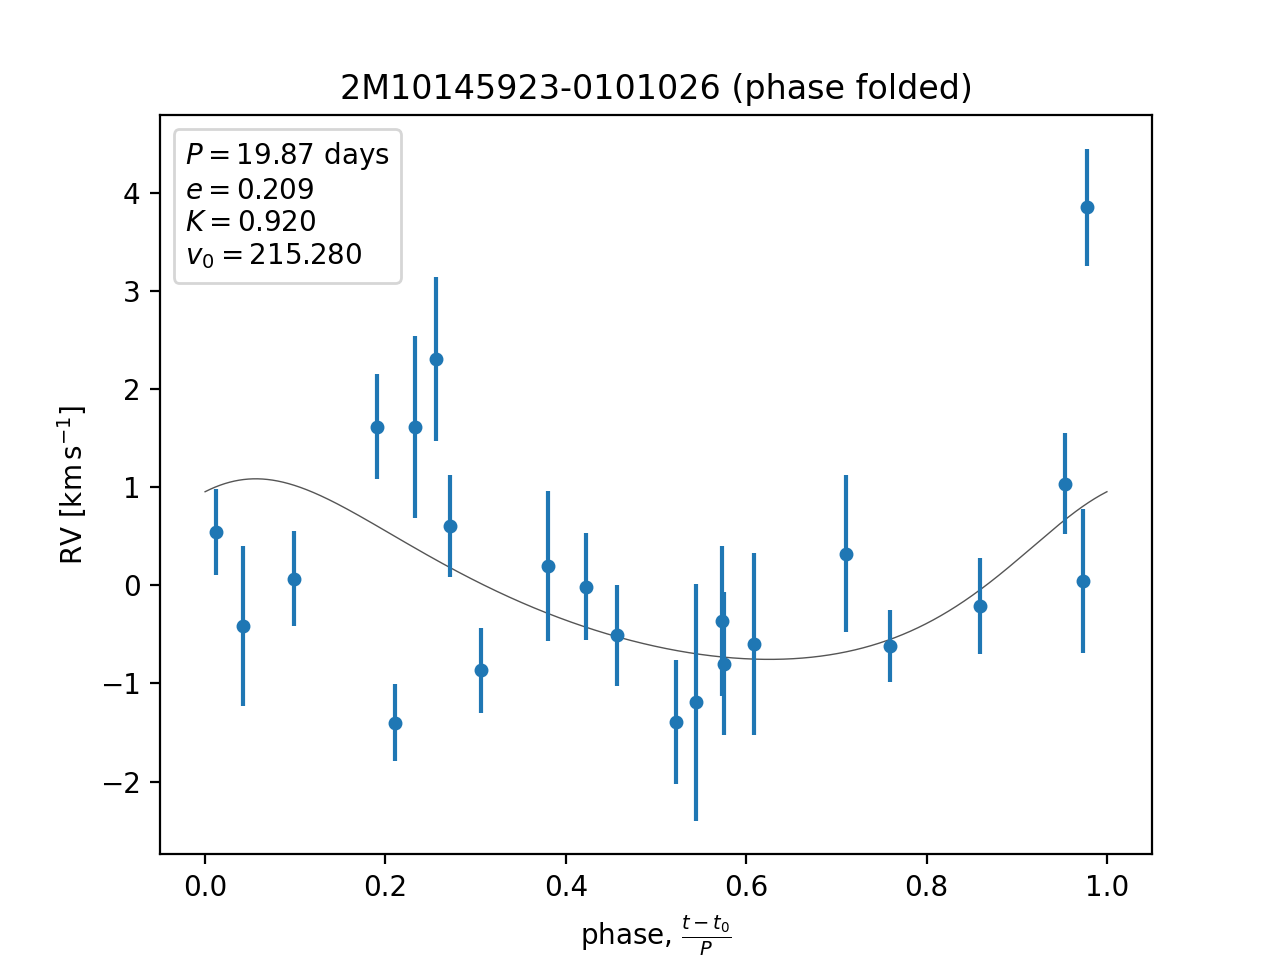 2M10145923-0101026 (phase folded)
P = 19.87 days
e = 0.209
K = 0.920
v₀ = 215.280
4
3
2
1
0
−1
−2
RV [km s⁻¹]
0.0 0.2 0.4 0.6 0.8 1.0
phase, (t − t₀)/P